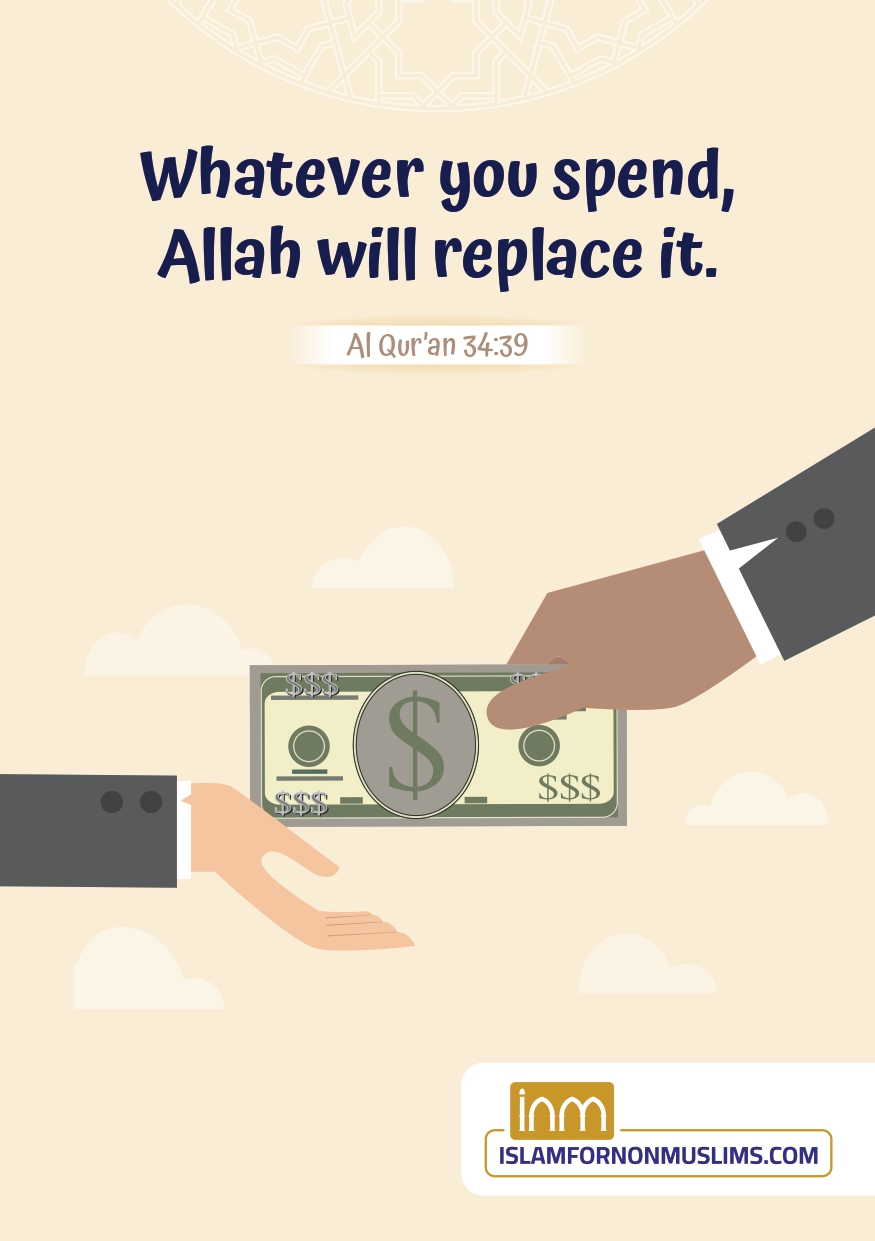 Whatever you spend,
Allah will replace it.
Al Qur'an 34:39
$$$
$$
$
$$$
$$$
inm
ISLAMFORNONMUSLIMS.COM